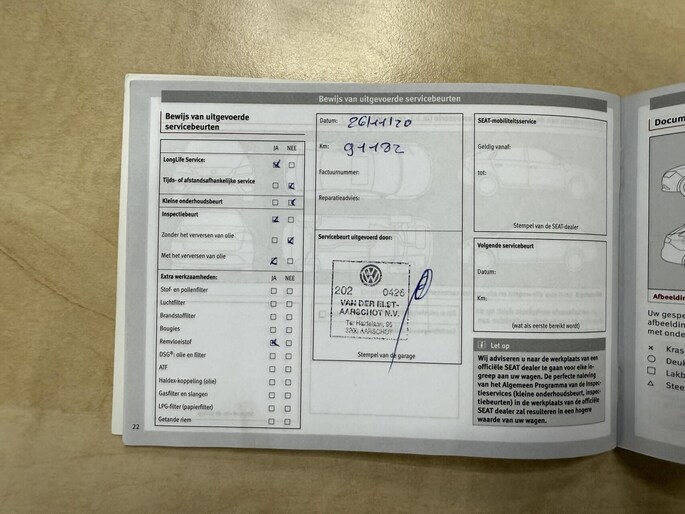 Bewijs van uitgevoerde servicebeurten
Bewijs van uitgevoerde
servicebeurten
JA NEE
LongLife Service:
Tijds- of afstandsafhankelijke service
Kleine onderhoudsbeurt
Inspectiebeurt
Zonder het verversen van olie
Met het verversen van olie
Extra werkzaamheden: JA NEE
Stof- en pollenfilter
Luchtfilter
Brandstoffilter
Bougies
Remvloeistof
DSG®: olie en filter
ATF
Haldex-koppeling (olie)
Gasfilter en slangen
LPG-filter (papierfilter)
Getande riem
22
Datum: 26/11/20
Km: 91182
Factuurnummer:
Reparatieadvies:
Servicebeurt uitgevoerd door:
202 0426
VAN DER ELST-
AARSCHOT N.V.
Ter Heidelaan, 95
3200 AARSCHOT
Stempel van de garage
SEAT-mobiliteitsservice
Geldig vanaf:
tot:
Stempel van de SEAT-dealer
Volgende servicebeurt
Datum:
Km:
(wat als eerste bereikt word)
Let op
Wij adviseren u naar de werkplaats van een
officiële SEAT dealer te gaan voor elke in-
greep aan uw wagen. De perfecte naleving
van het Algemeen Programma van de inspec-
tieservices (kleine onderhoudsbeurt, inspec-
tiebeurten) in de werkplaats van de officiële
SEAT dealer zal resulteren in een hogere
waarde van uw wagen.
Docum
Afbeeldin
Uw gespe
afbeelding
met onder
Kras
Deuk
Lakb
Stee